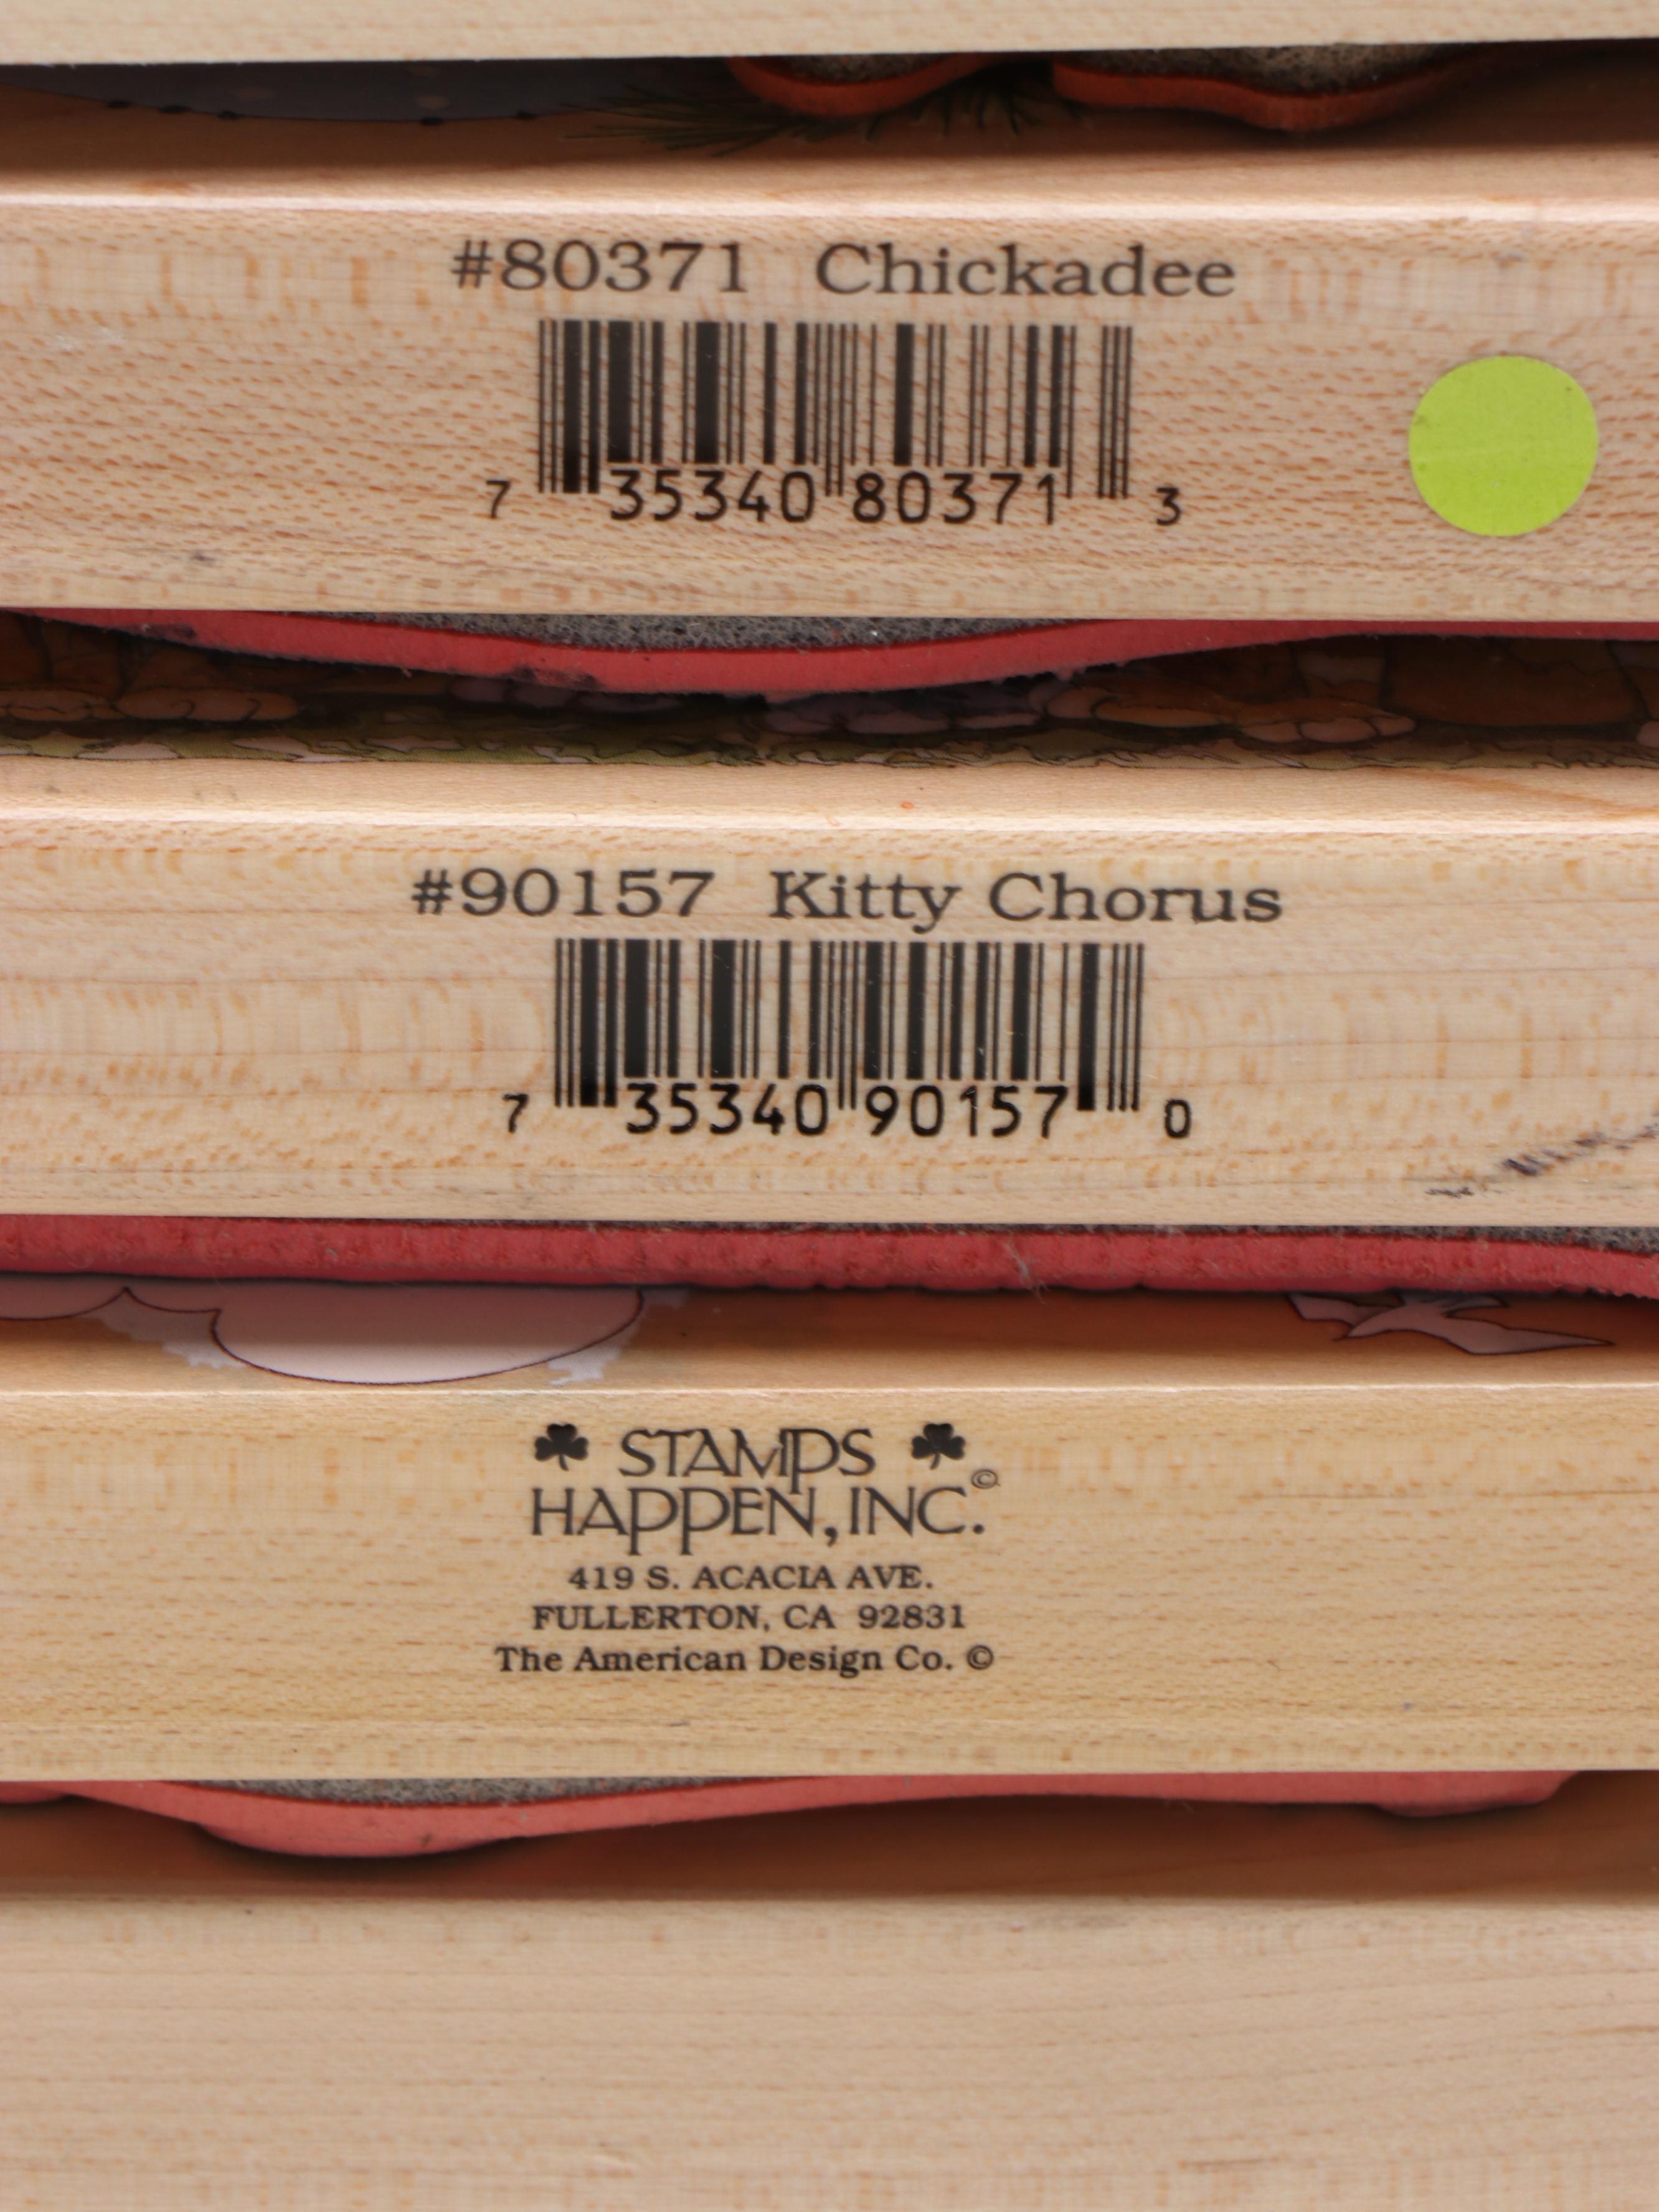 #80371 Chickadee
7 35340 80371 3
#90157 Kitty Chorus
7 35340 90157 0
STAMPS
HAPPEN, INC.©
419 S. ACACIA AVE.
FULLERTON, CA 92831
The American Design Co. ©